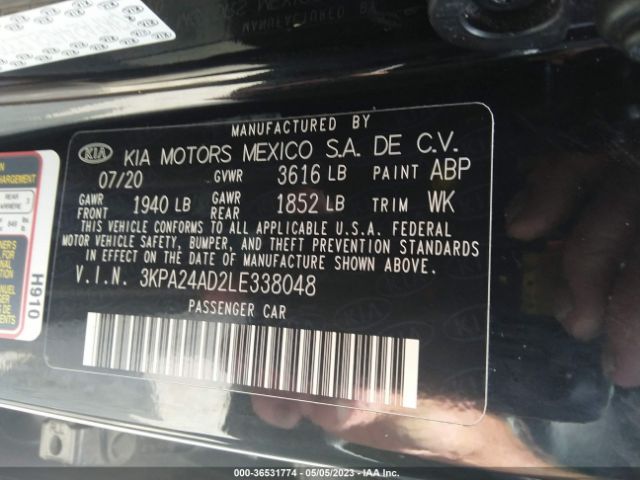 MANUFACTURED BY
KIA KIA MOTORS MEXICO S.A. DE C.V.
07/20 GVWR 3616 LB PAINT ABP
GAWR FRONT 1940 LB GAWR REAR 1852 LB TRIM WK
THIS VEHICLE CONFORMS TO ALL U.S.A. FEDERAL
MOTOR VEHICLE SAFETY, BUMPER, AND THEFT PREVENTION STANDARDS
IN EFFECT ON THE DATE OF MANUFACTURE SHOWN ABOVE.
V.I.N. 3KPA24AD2LE338048
PASSENGER CAR
H910
000-36531774 - 05/05/2023 - IAA Inc.